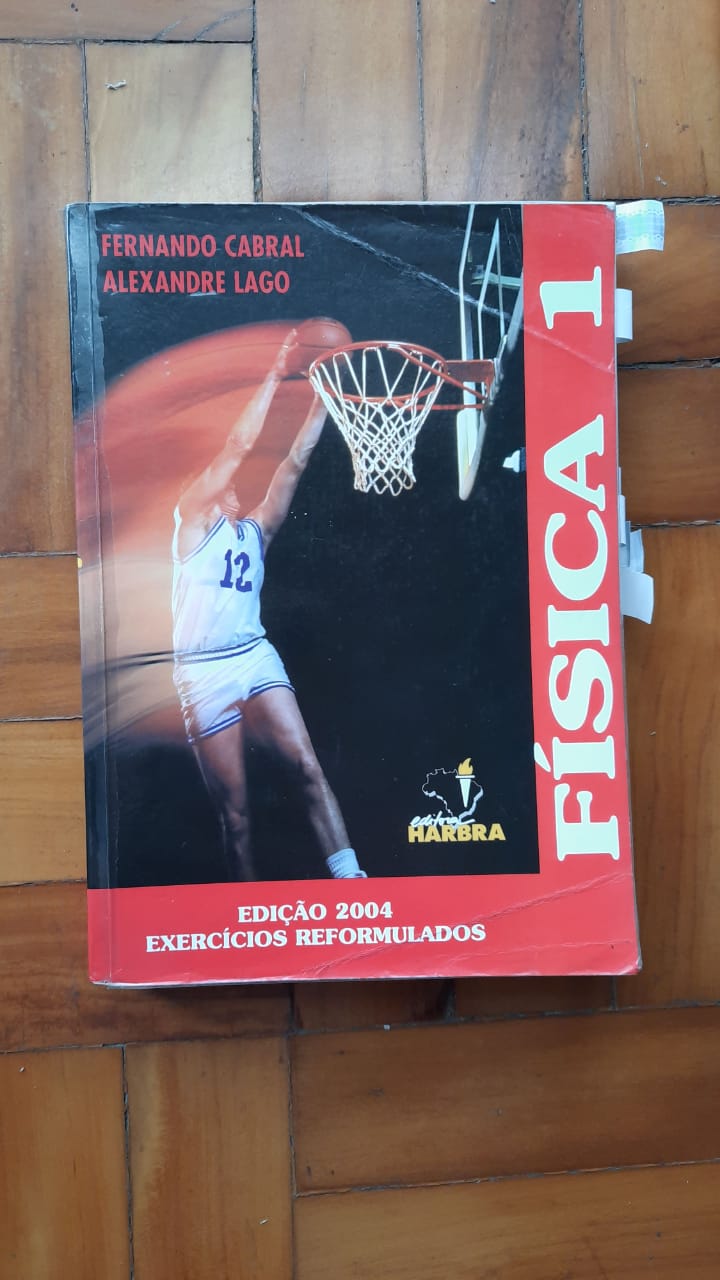 FERNANDO CABRAL
ALEXANDRE LAGO
12
FÍSICA 1
editora
HARBRA
EDIÇÃO 2004
EXERCÍCIOS REFORMULADOS